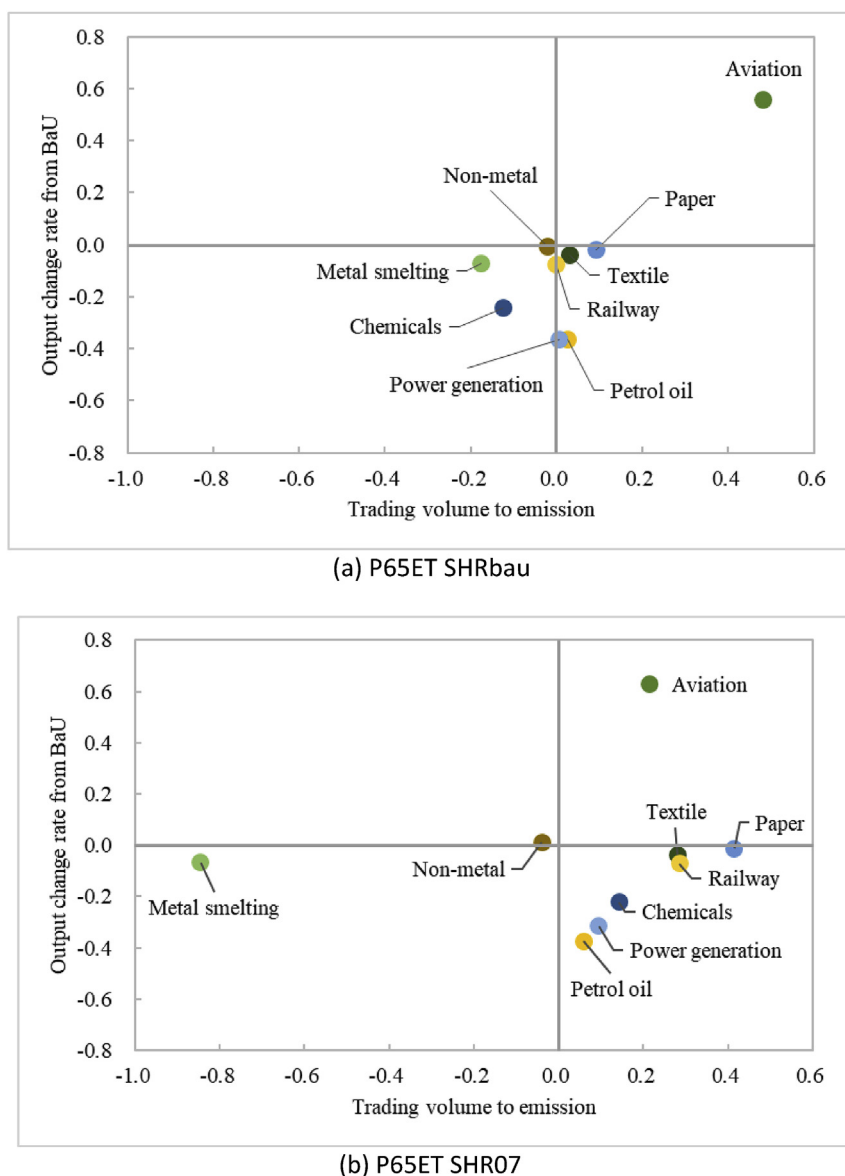 0.8
0.6
0.4
0.2
0.0
-0.2
-0.4
-0.6
-0.8
Output change rate from BaU
Aviation
Non-metal
Paper
Metal smelting
Textile
Chemicals
Railway
Power generation
Petrol oil
-1.0 -0.8 -0.6 -0.4 -0.2 0.0 0.2 0.4 0.6
Trading volume to emission
(a) P65ET SHRbau
0.8
0.6
0.4
0.2
0.0
-0.2
-0.4
-0.6
-0.8
Output change rate from BaU
Aviation
Textile
Paper
Non-metal
Railway
Metal smelting
Chemicals
Power generation
Petrol oil
-1.0 -0.8 -0.6 -0.4 -0.2 0.0 0.2 0.4 0.6
Trading volume to emission
(b) P65ET SHR07